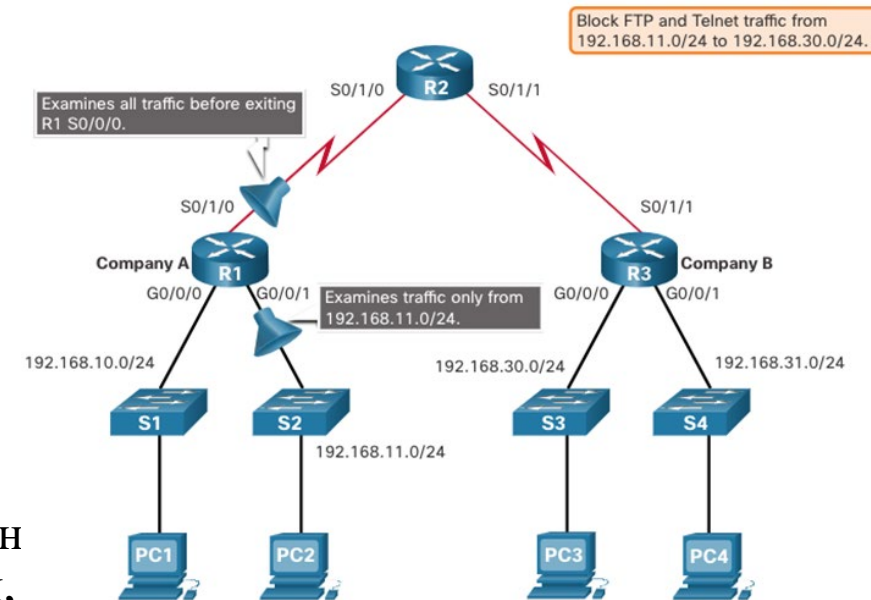 Block FTP and Telnet traffic from
192.168.11.0/24 to 192.168.30.0/24.
S0/1/0
R2
S0/1/1
Examines all traffic before exiting
R1 S0/0/0.
S0/1/0
S0/1/1
Company A
R1
R3
Company B
G0/0/0
G0/0/1
G0/0/0
G0/0/1
Examines traffic only from
192.168.11.0/24.
192.168.10.0/24
192.168.30.0/24
192.168.31.0/24
S1
S2
S3
S4
192.168.11.0/24
н
PC1
PC2
PC3
PC4